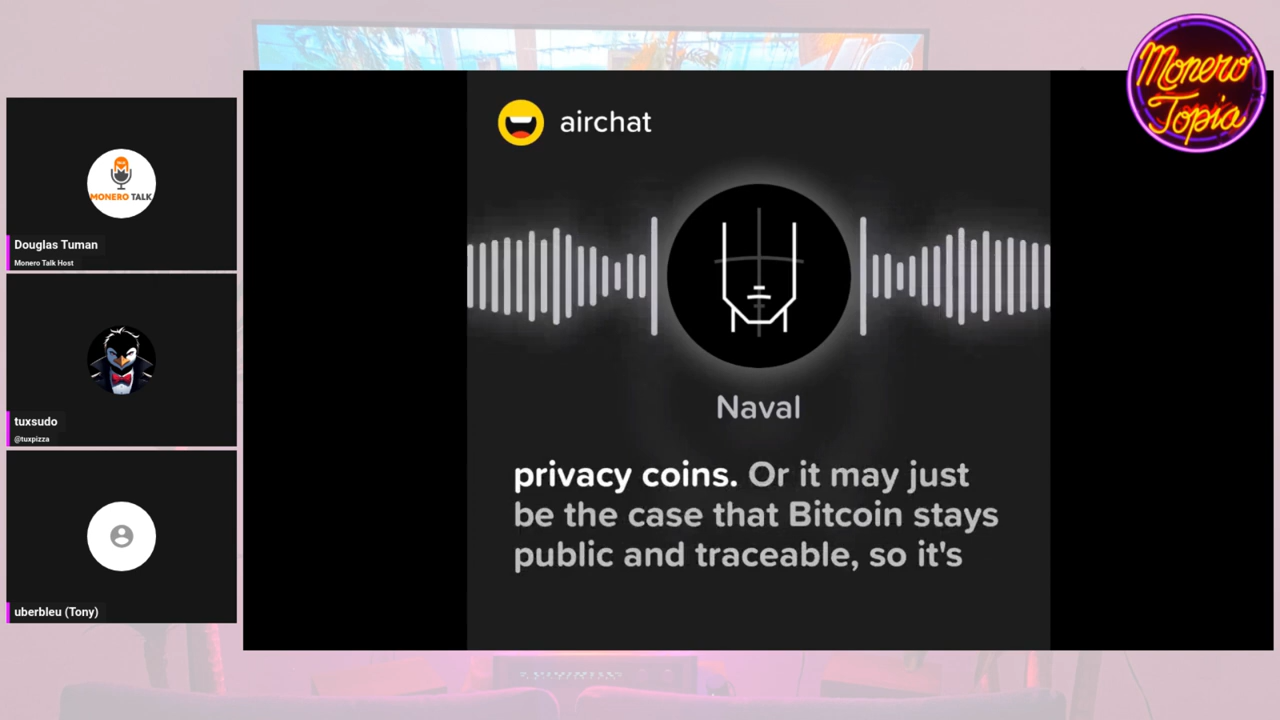 Monero
Topia
airchat
MONERO TALK
Douglas Tuman
Monero Talk Host
tuxsudo
@tuxpizza
uberbleu (Tony)
Naval
privacy coins. Or it may just
be the case that Bitcoin stays
public and traceable, so it's